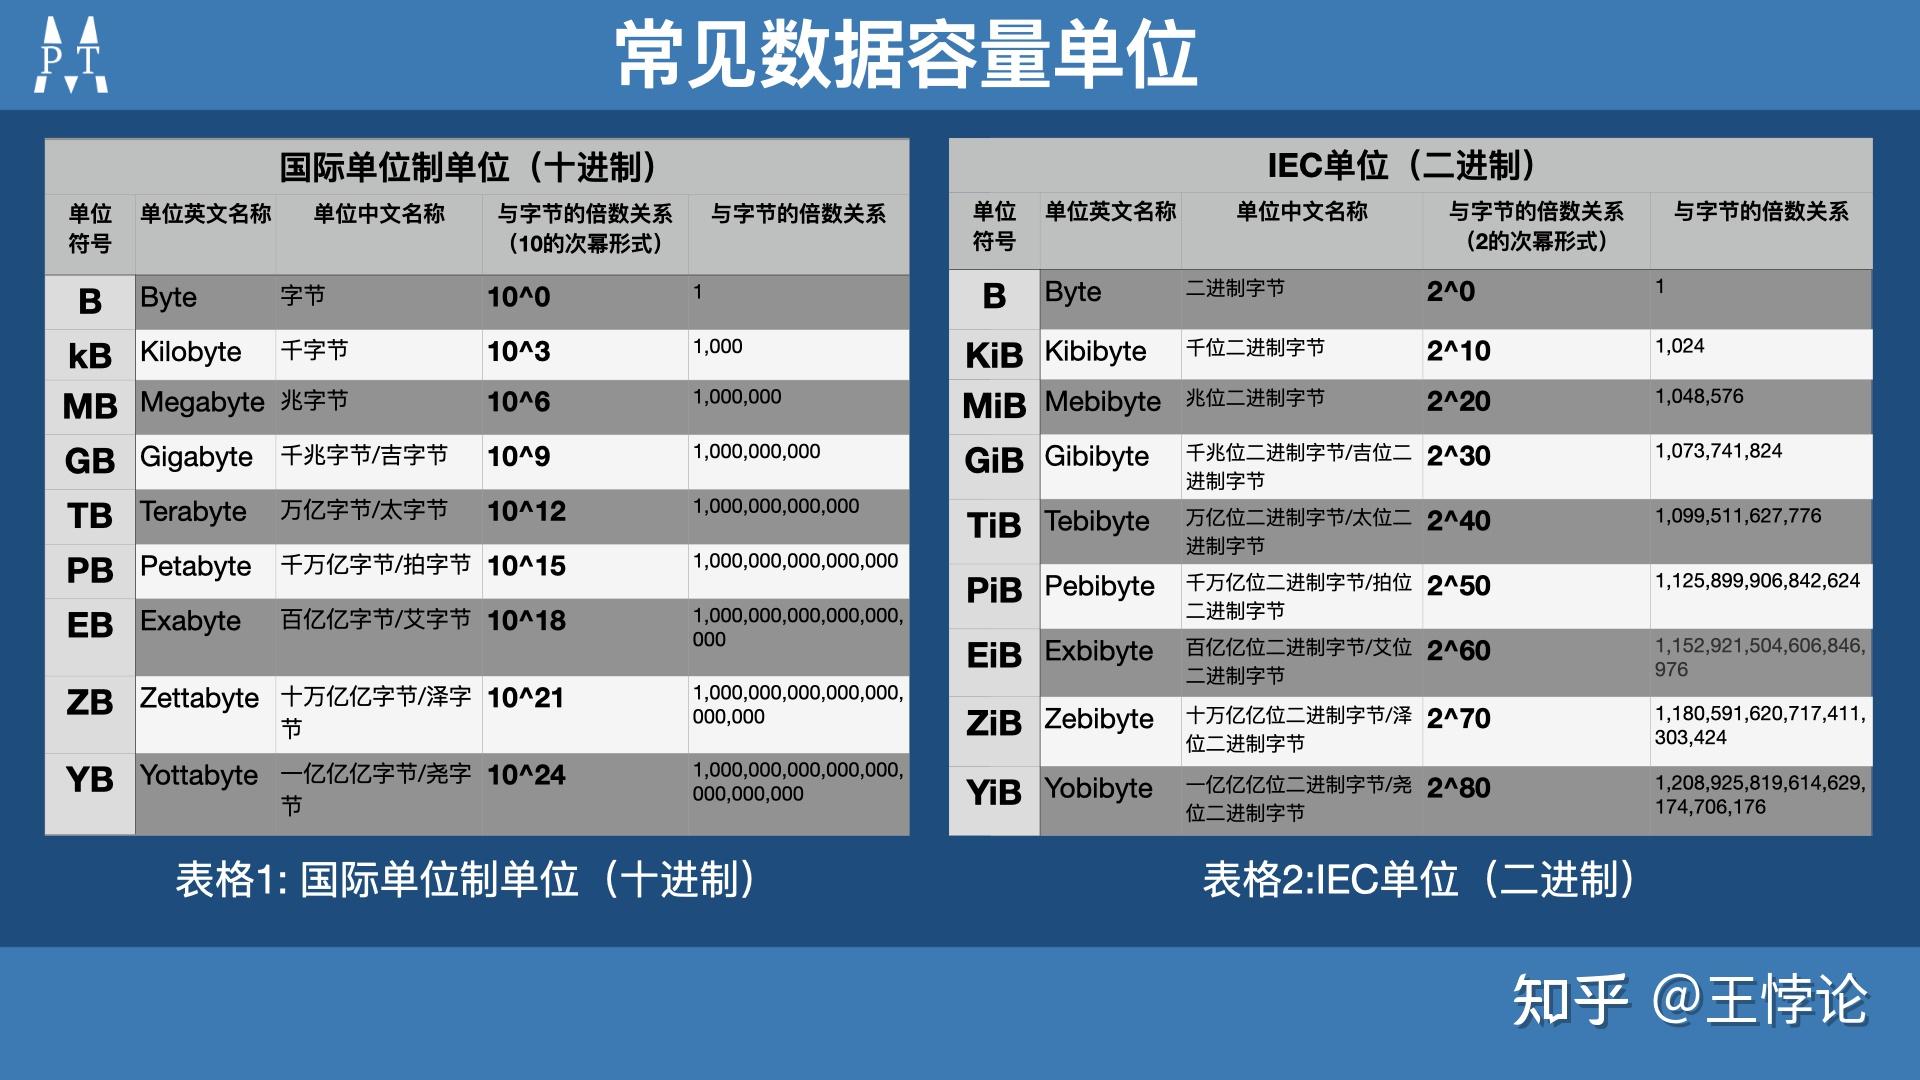 P T
常见数据容量单位
国际单位制单位（十进制）
单位符号 单位英文名称 单位中文名称 与字节的倍数关系（10的次幂形式） 与字节的倍数关系
B Byte 字节 10^0 1
kB Kilobyte 千字节 10^3 1,000
MB Megabyte 兆字节 10^6 1,000,000
GB Gigabyte 千兆字节/吉字节 10^9 1,000,000,000
TB Terabyte 万亿字节/太字节 10^12 1,000,000,000,000
PB Petabyte 千万亿字节/拍字节 10^15 1,000,000,000,000,000
EB Exabyte 百亿亿字节/艾字节 10^18 1,000,000,000,000,000,000
ZB Zettabyte 十万亿亿字节/泽字节 10^21 1,000,000,000,000,000,000,000
YB Yottabyte 一亿亿亿字节/尧字节 10^24 1,000,000,000,000,000,000,000,000
表格1: 国际单位制单位（十进制）
IEC单位（二进制）
单位符号 单位英文名称 单位中文名称 与字节的倍数关系（2的次幂形式） 与字节的倍数关系
B Byte 二进制字节 2^0 1
KiB Kibibyte 千位二进制字节 2^10 1,024
MiB Mebibyte 兆位二进制字节 2^20 1,048,576
GiB Gibibyte 千兆位二进制字节/吉位二进制字节 2^30 1,073,741,824
TiB Tebibyte 万亿位二进制字节/太位二进制字节 2^40 1,099,511,627,776
PiB Pebibyte 千万亿位二进制字节/拍位二进制字节 2^50 1,125,899,906,842,624
EiB Exbibyte 百亿亿位二进制字节/艾位二进制字节 2^60 1,152,921,504,606,846,976
ZiB Zebibyte 十万亿亿位二进制字节/泽位二进制字节 2^70 1,180,591,620,717,411,303,424
YiB Yobibyte 一亿亿亿位二进制字节/尧位二进制字节 2^80 1,208,925,819,614,629,174,706,176
表格2:IEC单位（二进制）
知乎 @王悖论